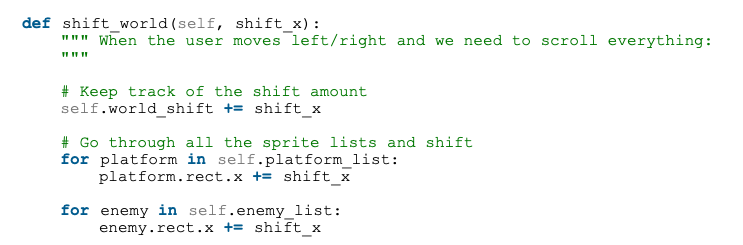 def shift_world(self, shift_x):
    """ When the user moves left/right and we need to scroll everything:
    """

    # Keep track of the shift amount
    self.world_shift += shift_x

    # Go through all the sprite lists and shift
    for platform in self.platform_list:
        platform.rect.x += shift_x

    for enemy in self.enemy_list:
        enemy.rect.x += shift_x